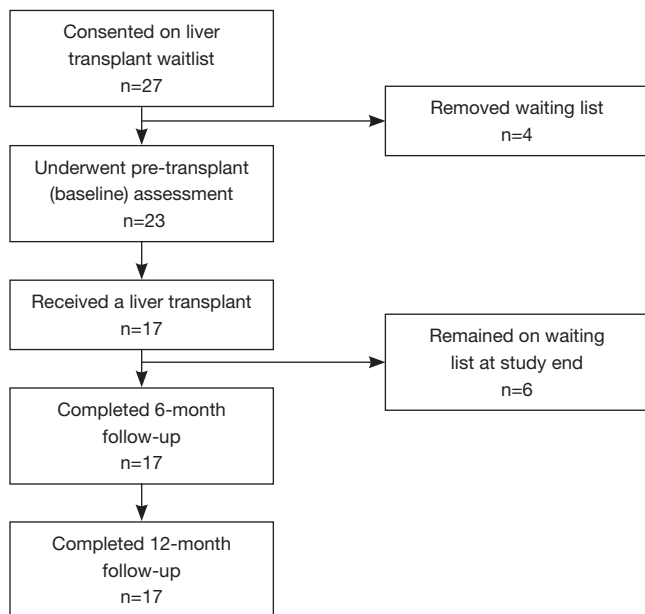 Consented on liver
transplant waitlist
n=27
Removed waiting list
n=4
Underwent pre-transplant
(baseline) assessment
n=23
Received a liver transplant
n=17
Remained on waiting
list at study end
n=6
Completed 6-month
follow-up
n=17
Completed 12-month
follow-up
n=17